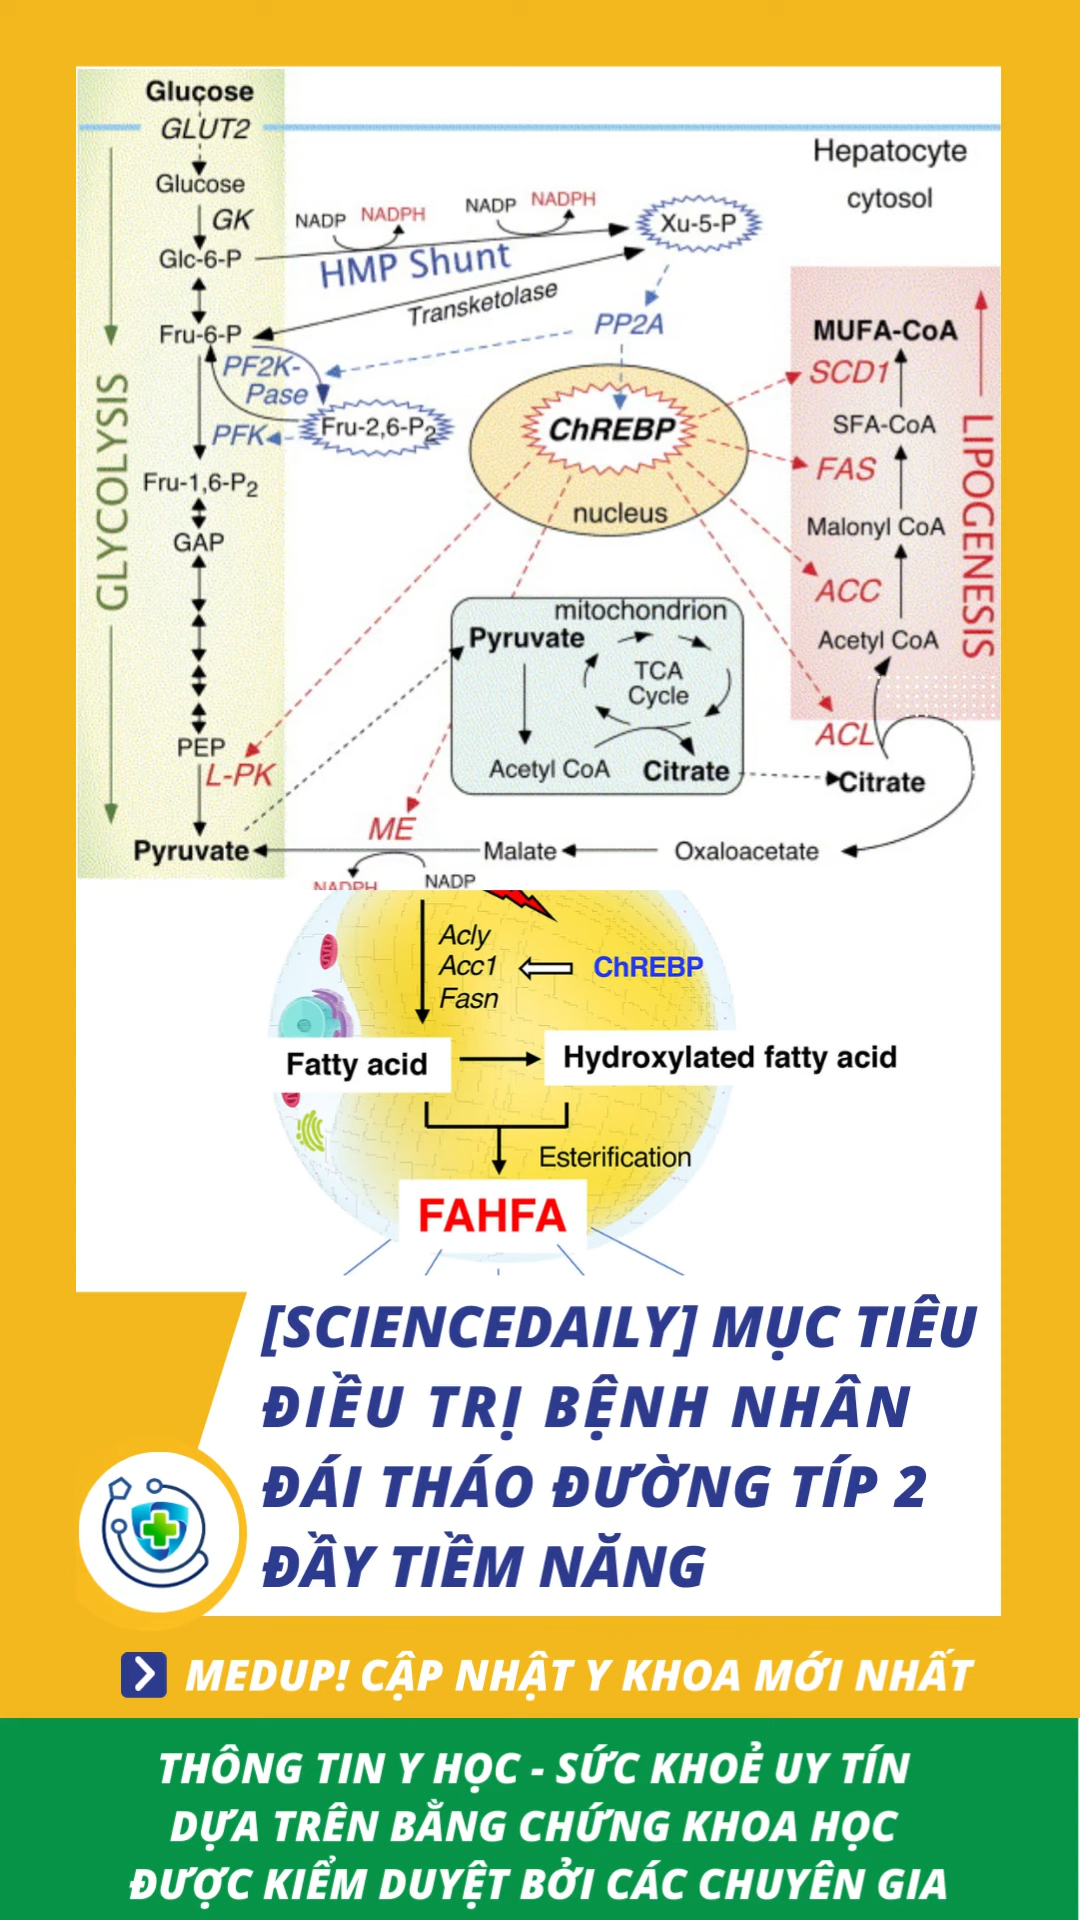 Glucose
GLUT2
Glucose
GK
Glc-6-P
NADP
NADPH
NADP
NADPH
HMP Shunt
Transketolase
Xu-5-P
Hepatocyte
cytosol
Fru-6-P
PF2K-
Pase
PFK
Fru-2,6-P2
PP2A
ChREBP
nucleus
GLYCOLYSIS
Fru-1,6-P2
GAP
PEP
L-PK
Pyruvate
MUFA-CoA
SCD1
SFA-CoA
FAS
Malonyl CoA
ACC
Acetyl CoA
ACL
LIPOGENESIS
mitochondrion
Pyruvate
TCA
Cycle
Acetyl CoA
Citrate
Citrate
ME
Malate
Oxaloacetate
NADPH
NADP
Acly
Acc1
Fasn
ChREBP
Fatty acid
Hydroxylated fatty acid
Esterification
FAHFA
[SCIENCEDAILY] MỤC TIÊU
ĐIỀU TRỊ BỆNH NHÂN
ĐÁI THÁO ĐƯỜNG TÍP 2
ĐẦY TIỀM NĂNG
MEDUP! CẬP NHẬT Y KHOA MỚI NHẤT
THÔNG TIN Y HỌC - SỨC KHOẺ UY TÍN
DỰA TRÊN BẰNG CHỨNG KHOA HỌC
ĐƯỢC KIỂM DUYỆT BỞI CÁC CHUYÊN GIA